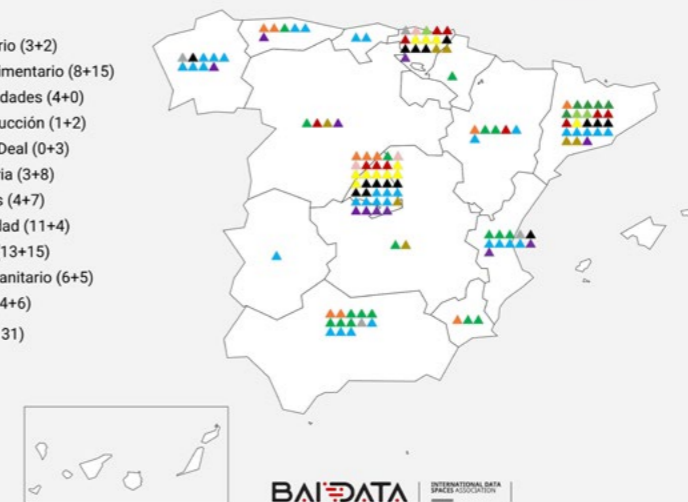 rio (3+2)
imentario (8+15)
dades (4+0)
ucción (1+2)
Deal (0+3)
ria (3+8)
s (4+7)
dad (11+4)
(13+15)
anitario (6+5)
4+6)
31)
BAIDATA
INTERNATIONAL DATA
SPACES ASSOCIATION